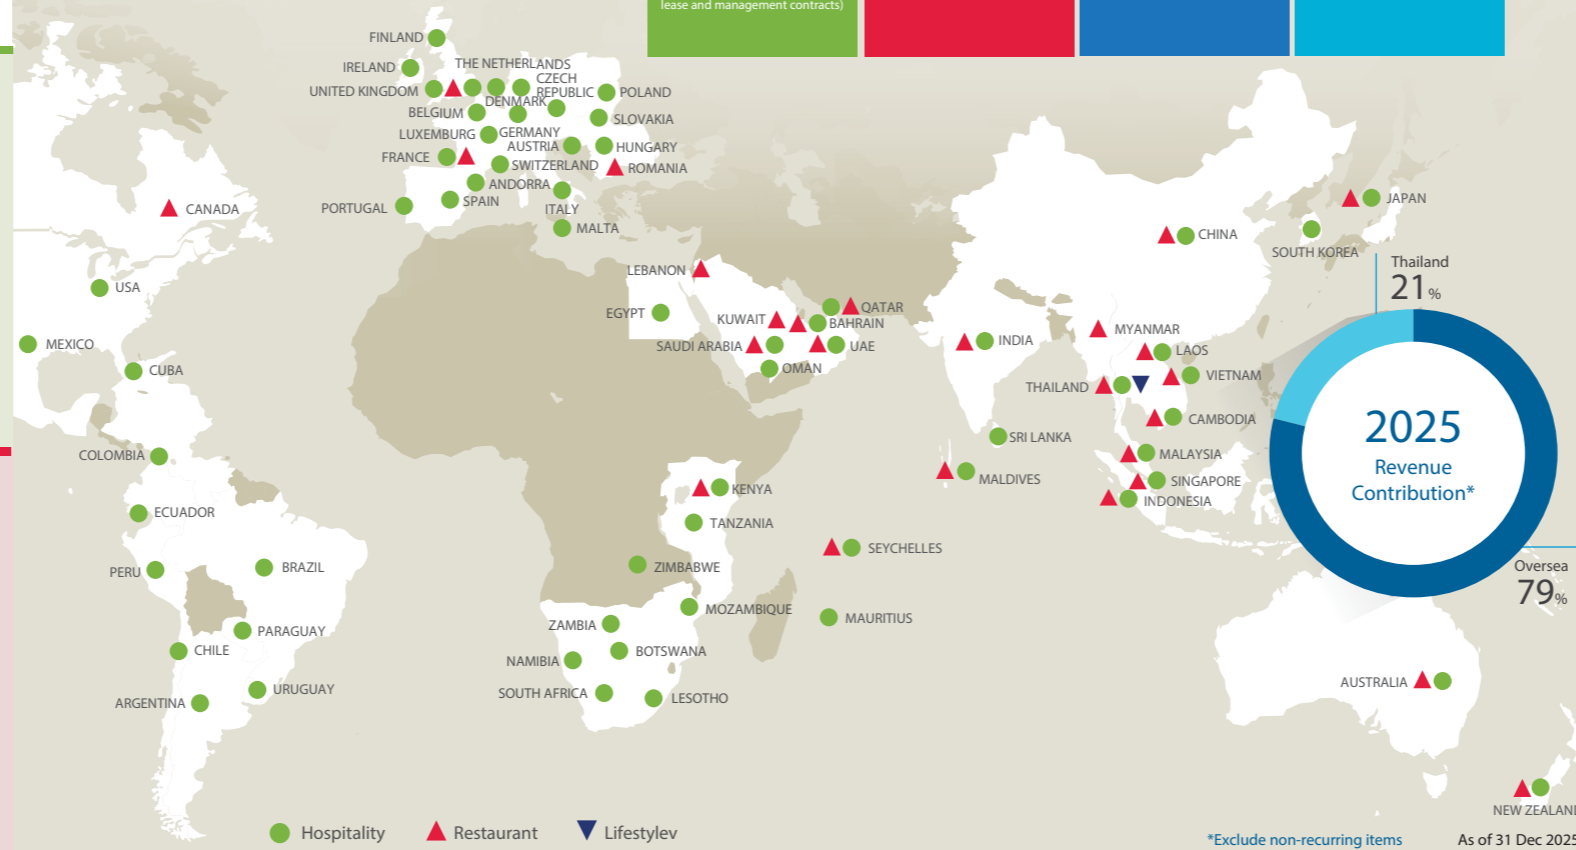 lease and management contracts)
FINLAND
IRELAND
THE NETHERLANDS
UNITED KINGDOM
CZECH
REPUBLIC
POLAND
DENMARK
BELGIUM
SLOVAKIA
LUXEMBURG
GERMANY
AUSTRIA
HUNGARY
FRANCE
SWITZERLAND
ROMANIA
ANDORRA
PORTUGAL
SPAIN
ITALY
MALTA
CANADA
USA
MEXICO
CUBA
COLOMBIA
ECUADOR
PERU
BRAZIL
PARAGUAY
CHILE
URUGUAY
ARGENTINA
LEBANON
EGYPT
KUWAIT
QATAR
BAHRAIN
SAUDI ARABIA
UAE
OMAN
KENYA
TANZANIA
SEYCHELLES
ZIMBABWE
MOZAMBIQUE
MAURITIUS
ZAMBIA
BOTSWANA
NAMIBIA
SOUTH AFRICA
LESOTHO
JAPAN
CHINA
SOUTH KOREA
INDIA
MYANMAR
LAOS
THAILAND
VIETNAM
CAMBODIA
SRI LANKA
MALAYSIA
MALDIVES
SINGAPORE
INDONESIA
AUSTRALIA
NEW ZEALAND
Thailand
21%
2025
Revenue
Contribution*
Oversea
79%
Hospitality
Restaurant
Lifestylev
*Exclude non-recurring items
As of 31 Dec 2025